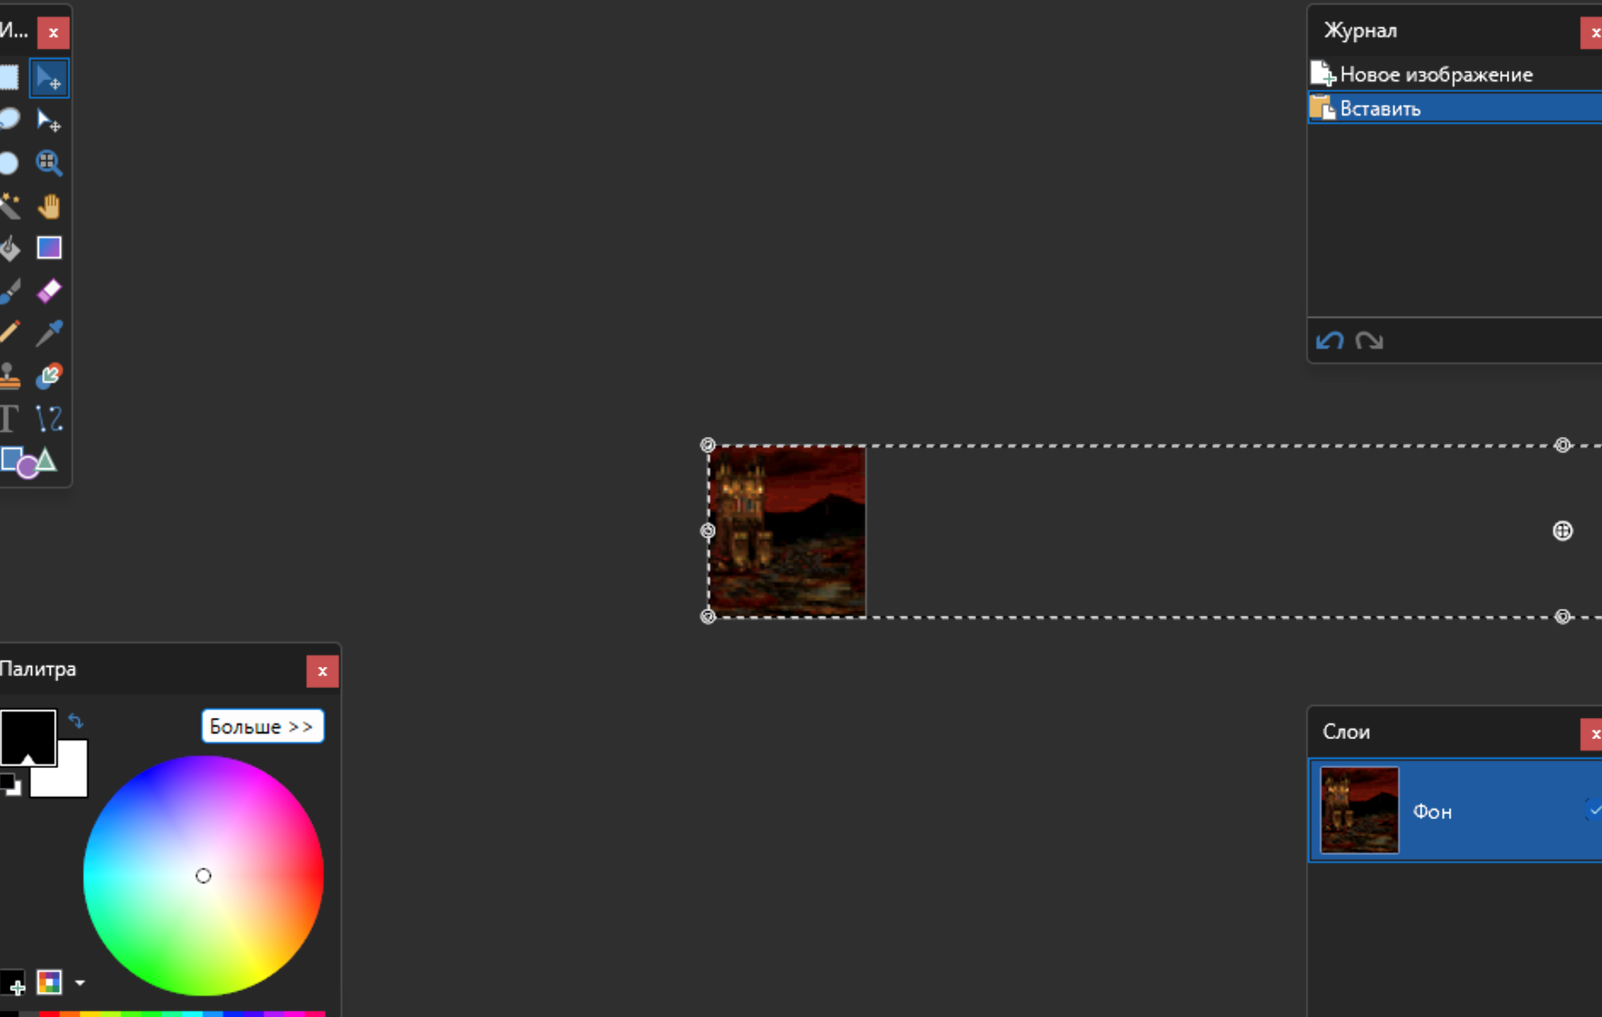 И...
Журнал
Новое изображение
Вставить
Палитра
Больше >>
Слои
Фон